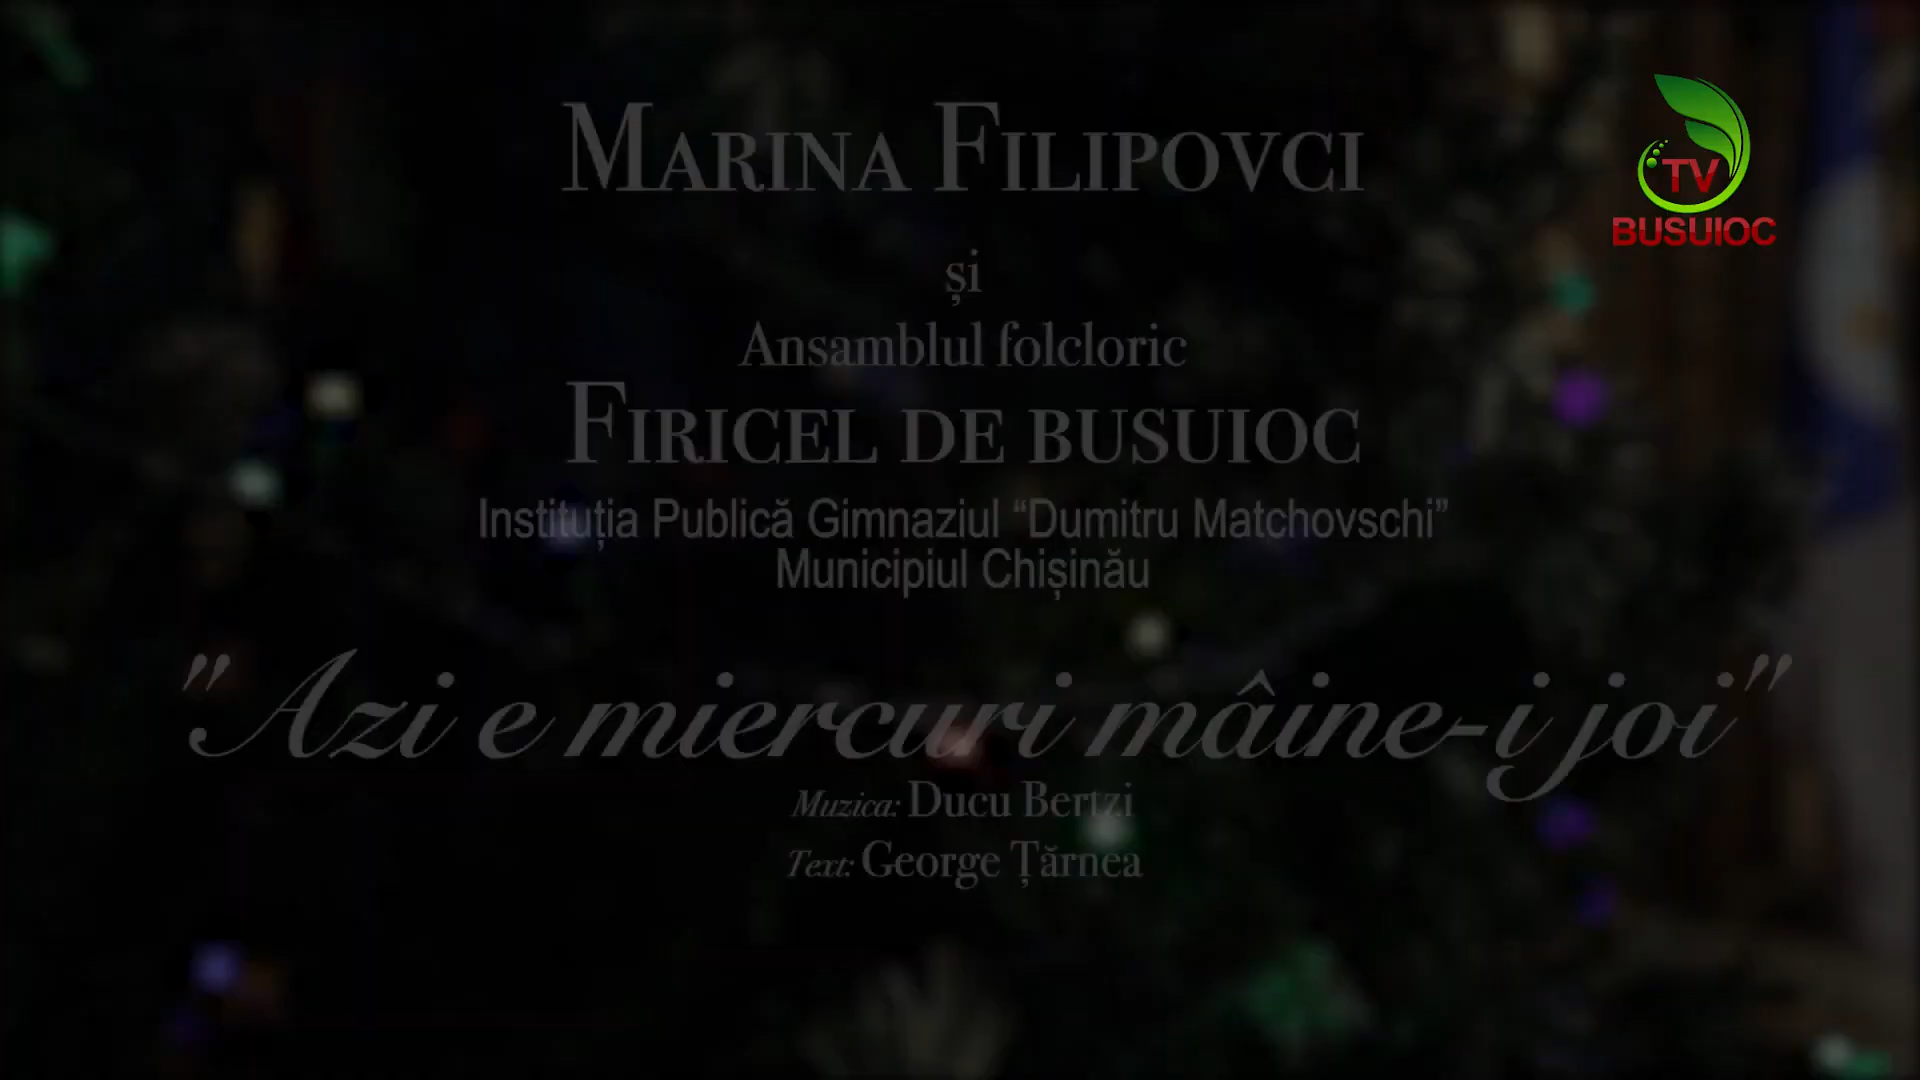 MARINA FILIPOVCI
TV
BUSUIOC
și
Ansamblul folcloric
FIRICEL DE BUSUIOC
Instituția Publică Gimnaziul “Dumitru Matchovschi”
Municipiul Chișinău
"Azi e miercuri mâine-i joi"
Muzica: Ducu Bertzi
Text: George Țărnea